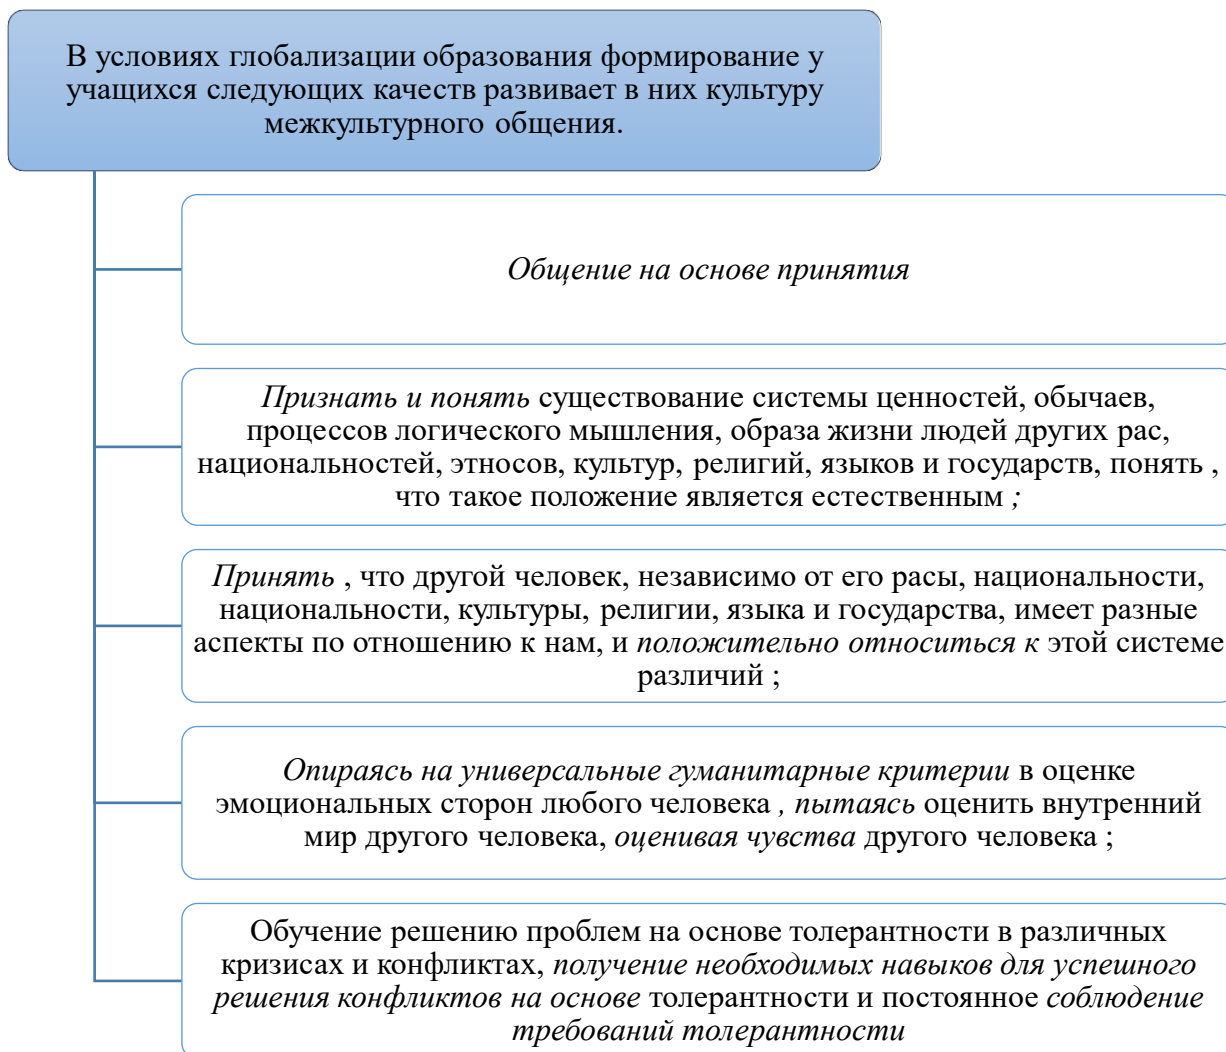 В условиях глобализации образования формирование у
учащихся следующих качеств развивает в них культуру
межкультурного общения.
Общение на основе принятия
Признать и понять существование системы ценностей, обычаев,
процессов логического мышления, образа жизни людей других рас,
национальностей, этносов, культур, религий, языков и государств, понять ,
что такое положение является естественным ;
Принять , что другой человек, независимо от его расы, национальности,
национальности, культуры, религии, языка и государства, имеет разные
аспекты по отношению к нам, и положительно относиться к этой системе
различий ;
Опираясь на универсальные гуманитарные критерии в оценке
эмоциональных сторон любого человека , пытаясь оценить внутренний
мир другого человека, оценивая чувства другого человека ;
Обучение решению проблем на основе толерантности в различных
кризисах и конфликтах, получение необходимых навыков для успешного
решения конфликтов на основе толерантности и постоянное соблюдение
требований толерантности